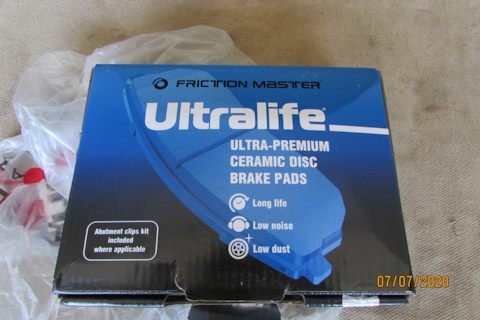 FRICTION MASTER
Ultralife
ULTRA-PREMIUM
CERAMIC DISC
BRAKE PADS
Long life
Low noise
Low dust
Abutment clips kit
included
where applicable
07/07/2020